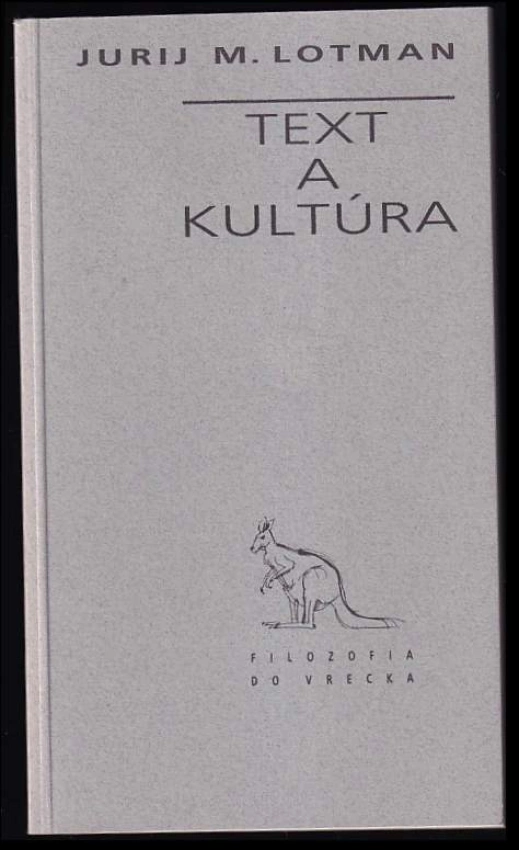 JURIJ M. LOTMAN
TEXT
A
KULTÚRA
FILOZOFIA
DO VRECKA